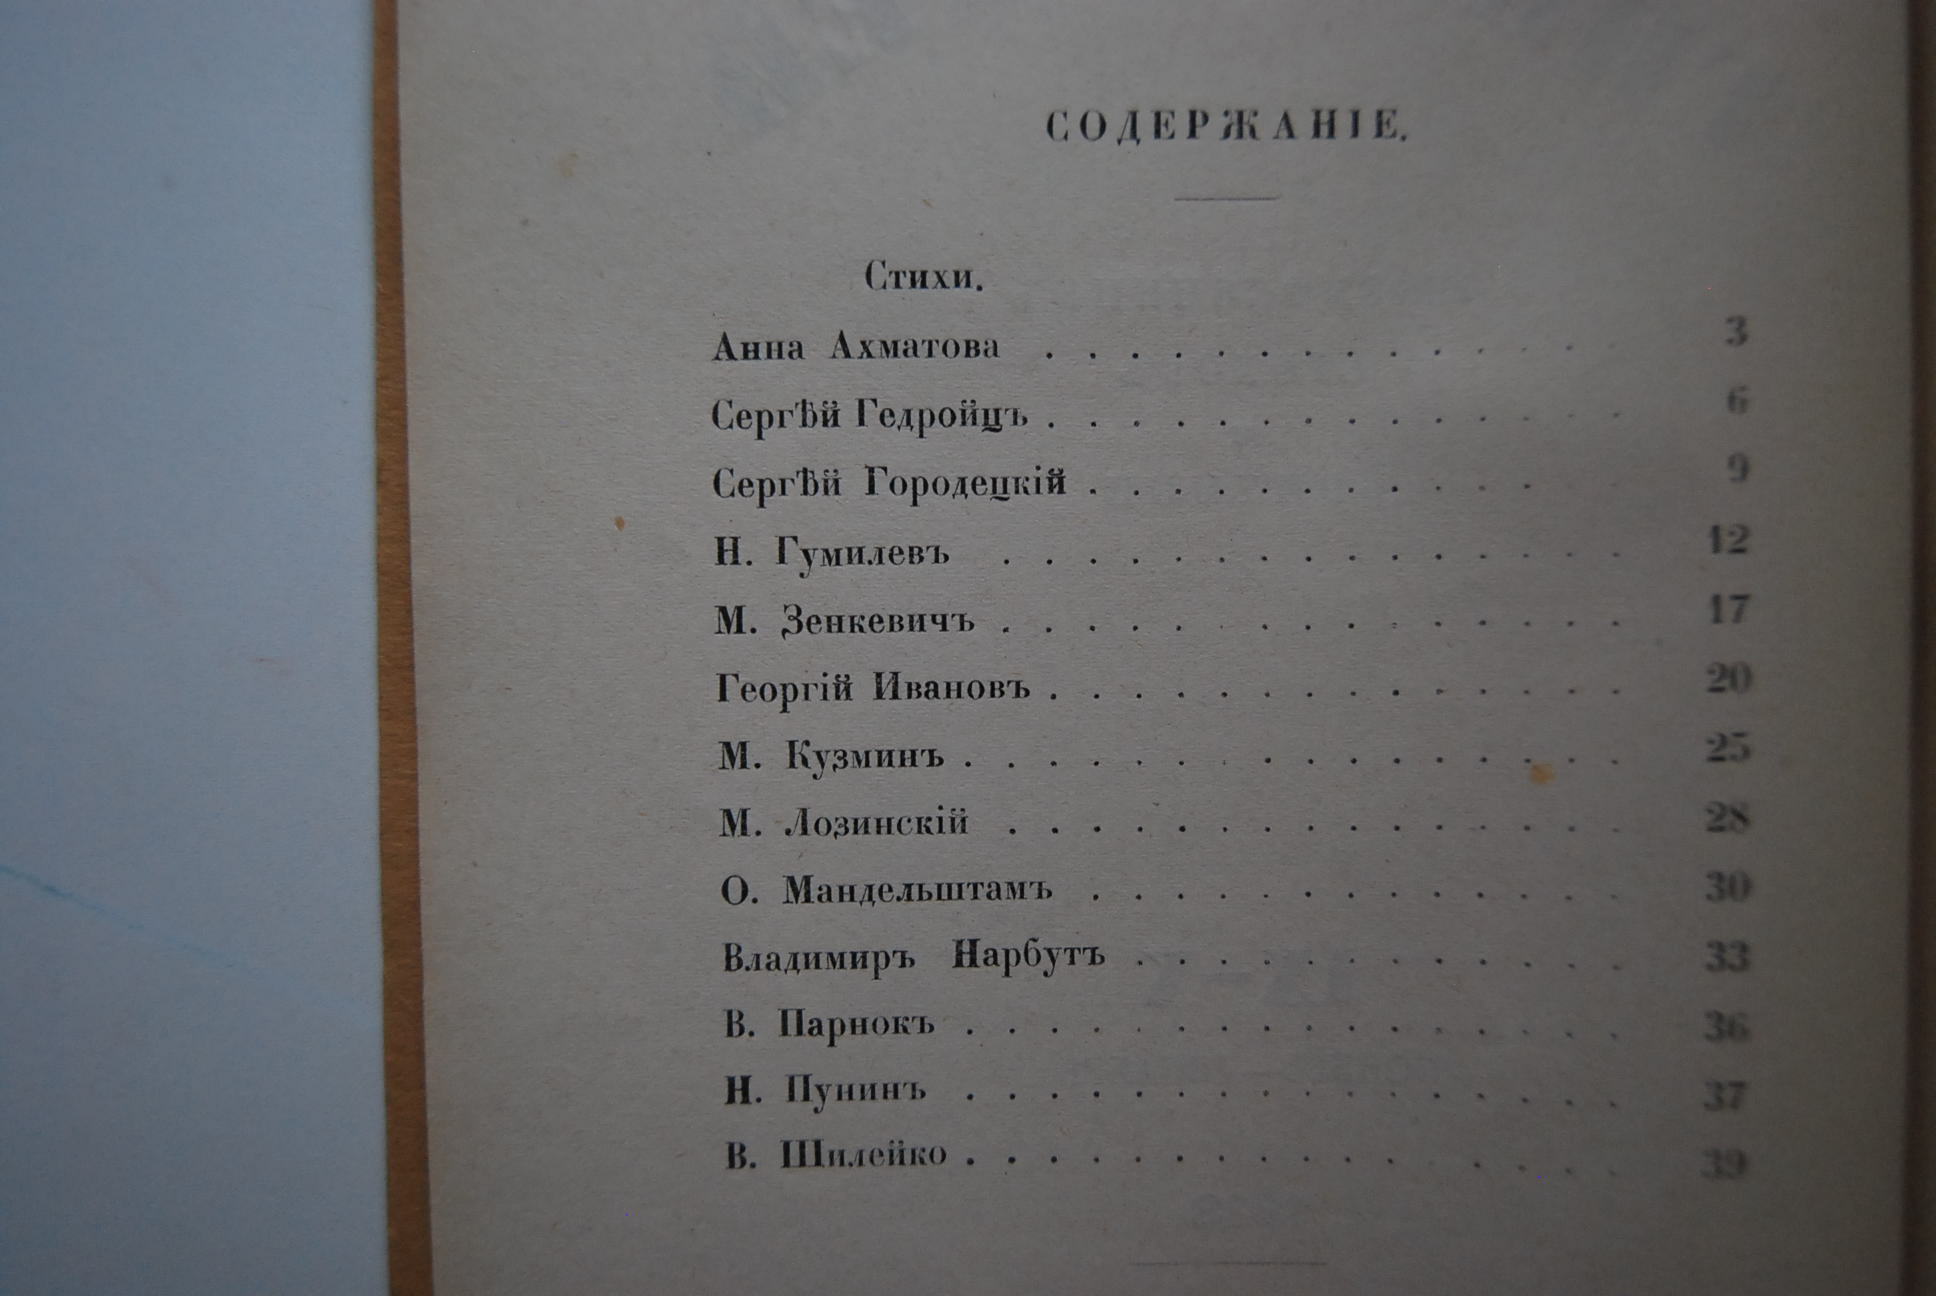 СОДЕРЖАНІЕ.
Стихи.
Анна Ахматова . . . . . . . . . . . . . . 3
Сергѣй Гедройцъ . . . . . . . . . . . . . . 6
Сергѣй Городецкій . . . . . . . . . . . . 9
Н. Гумилевъ . . . . . . . . . . . . . . . 12
М. Зенкевичъ . . . . . . . . . . . . . . . 17
Георгій Ивановъ . . . . . . . . . . . . . . 20
М. Кузминъ . . . . . . . . . . . . . . . . 25
М. Лозинскій . . . . . . . . . . . . . . . 28
О. Мандельштамъ . . . . . . . . . . . . . 30
Владимиръ Нарбутъ . . . . . . . . . . . . 33
В. Парнокъ . . . . . . . . . . . . . . . . 36
Н. Пунинъ . . . . . . . . . . . . . . . . 37
В. Шилейко . . . . . . . . . . . . . . . 39